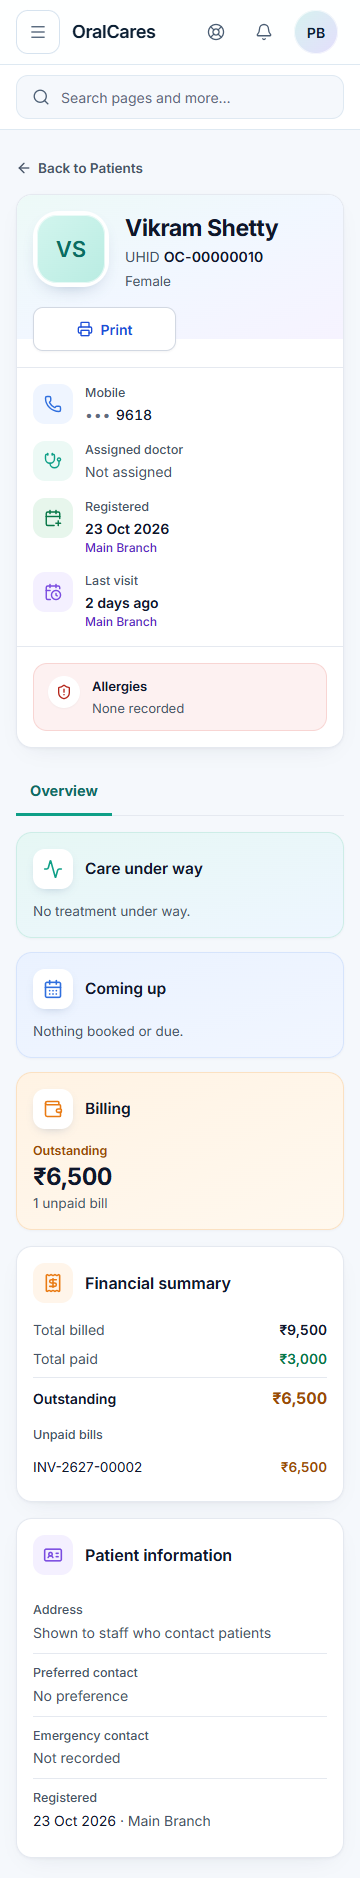 OralCares
PB
Search pages and more...
Back to Patients
VS
Vikram Shetty
UHID OC-00000010
Female
Print
Mobile
••• 9618
Assigned doctor
Not assigned
Registered
23 Oct 2026
Main Branch
Last visit
2 days ago
Main Branch
Allergies
None recorded
Overview
Care under way
No treatment under way.
Coming up
Nothing booked or due.
Billing
Outstanding
₹6,500
1 unpaid bill
Financial summary
Total billed ₹9,500
Total paid ₹3,000
Outstanding ₹6,500
Unpaid bills
INV-2627-00002 ₹6,500
Patient information
Address
Shown to staff who contact patients
Preferred contact
No preference
Emergency contact
Not recorded
Registered
23 Oct 2026 · Main Branch